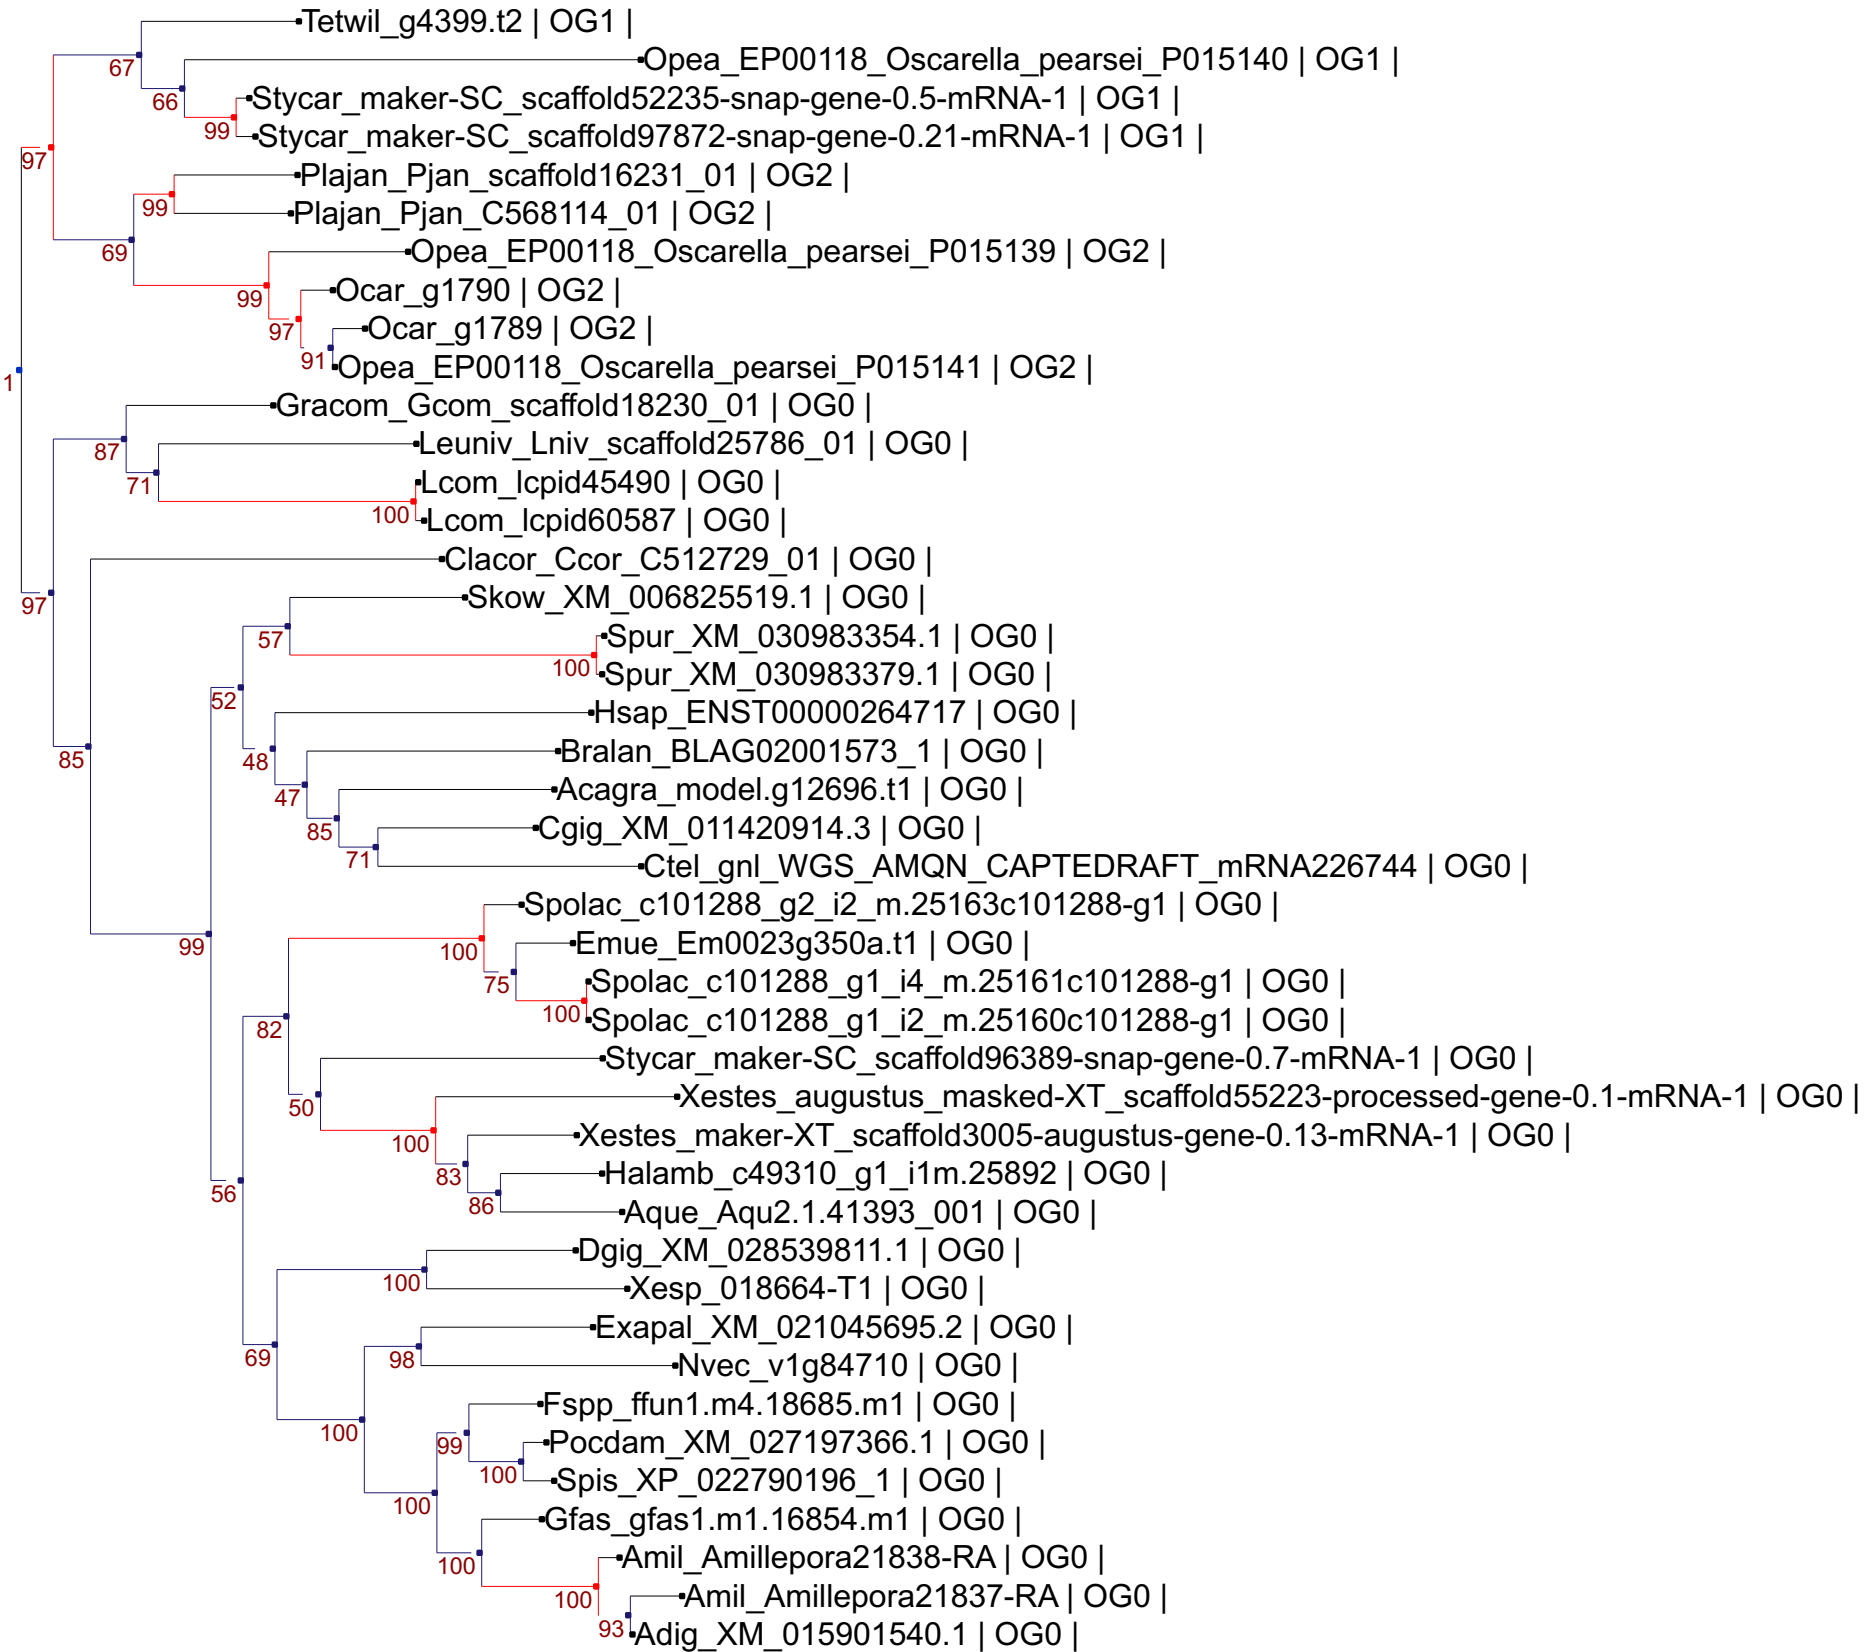 Tetwil_g4399.t2 | OG1 |
Opea_EP00118_Oscarella_pearsei_P015140 | OG1 |
67
66
Stycar_maker-SC_scaffold52235-snap-gene-0.5-mRNA-1 | OG1 |
99
Stycar_maker-SC_scaffold97872-snap-gene-0.21-mRNA-1 | OG1 |
97
Plajan_Pjan_scaffold16231_01 | OG2 |
99
Plajan_Pjan_C568114_01 | OG2 |
69
Opea_EP00118_Oscarella_pearsei_P015139 | OG2 |
99
Ocar_g1790 | OG2 |
97
Ocar_g1789 | OG2 |
91
Opea_EP00118_Oscarella_pearsei_P015141 | OG2 |
1
Gracom_Gcom_scaffold18230_01 | OG0 |
87
Leuniv_Lniv_scaffold25786_01 | OG0 |
71
Lcom_lcpid45490 | OG0 |
100
Lcom_lcpid60587 | OG0 |
Clacor_Ccor_C512729_01 | OG0 |
97
Skow_XM_006825519.1 | OG0 |
57
Spur_XM_030983354.1 | OG0 |
100
Spur_XM_030983379.1 | OG0 |
52
Hsap_ENST00000264717 | OG0 |
85
48
Bralan_BLAG02001573_1 | OG0 |
47
Acagra_model.g12696.t1 | OG0 |
85
Cgig_XM_011420914.3 | OG0 |
71
Ctel_gnl_WGS_AMQN_CAPTEDRAFT_mRNA226744 | OG0 |
Spolac_c101288_g2_i2_m.25163c101288-g1 | OG0 |
99
100
Emue_Em0023g350a.t1 | OG0 |
75
Spolac_c101288_g1_i4_m.25161c101288-g1 | OG0 |
100
Spolac_c101288_g1_i2_m.25160c101288-g1 | OG0 |
82
Stycar_maker-SC_scaffold96389-snap-gene-0.7-mRNA-1 | OG0 |
50
Xestes_augustus_masked-XT_scaffold55223-processed-gene-0.1-mRNA-1 | OG0 |
100
Xestes_maker-XT_scaffold3005-augustus-gene-0.13-mRNA-1 | OG0 |
83
Halamb_c49310_g1_i1m.25892 | OG0 |
56
86
Aque_Aqu2.1.41393_001 | OG0 |
Dgig_XM_028539811.1 | OG0 |
100
Xesp_018664-T1 | OG0 |
Exapal_XM_021045695.2 | OG0 |
69
98
Nvec_v1g84710 | OG0 |
Fspp_ffun1.m4.18685.m1 | OG0 |
100
99
Pocdam_XM_027197366.1 | OG0 |
100
Spis_XP_022790196_1 | OG0 |
100
Gfas_gfas1.m1.16854.m1 | OG0 |
100
Amil_Amillepora21838-RA | OG0 |
100
Amil_Amillepora21837-RA | OG0 |
93
Adig_XM_015901540.1 | OG0 |